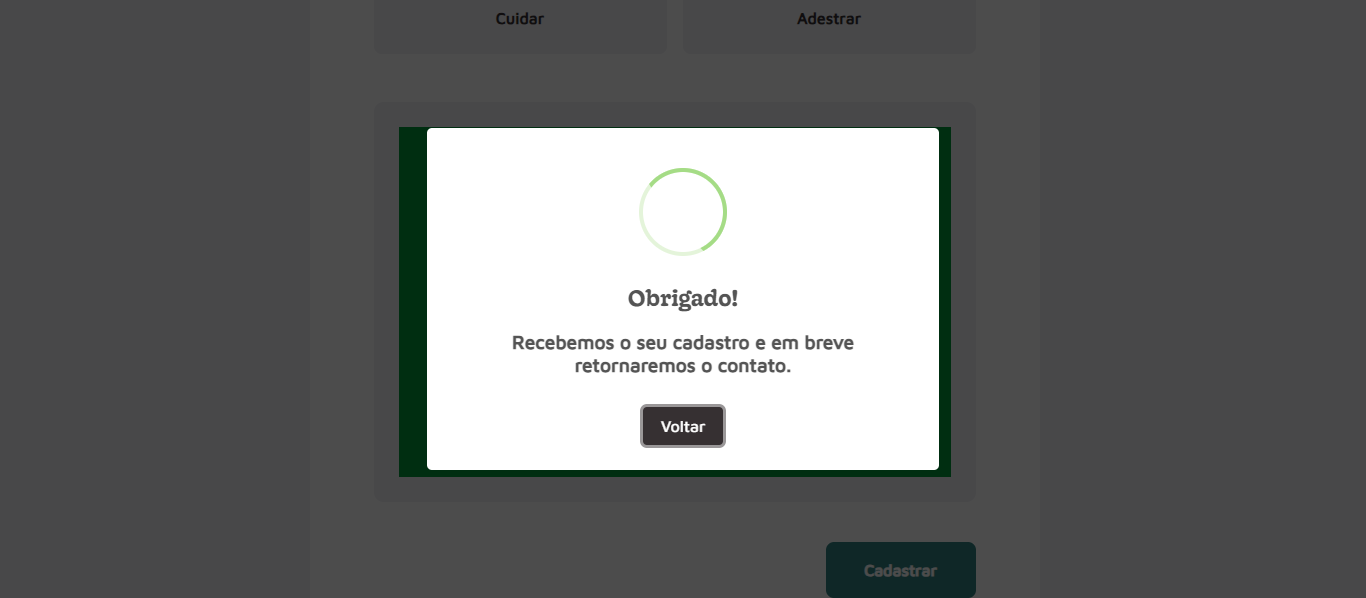 Cuidar
Adestrar
Obrigado!
Recebemos o seu cadastro e em breve
retornaremos o contato.
Voltar
Cadastrar